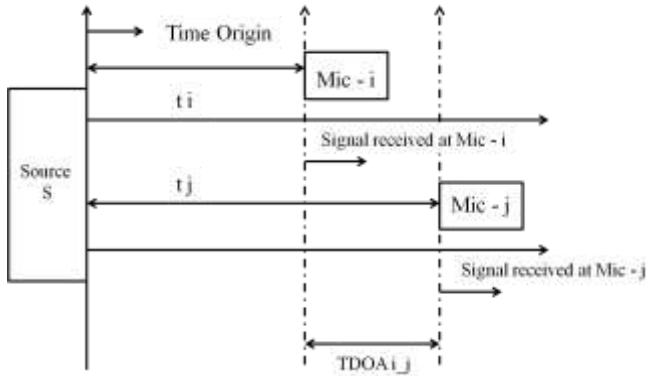 Time Origin
Mic - i
t i
Signal received at Mic - i
Source
S
t j
Mic - j
Signal received at Mic - j
TDOA i_j